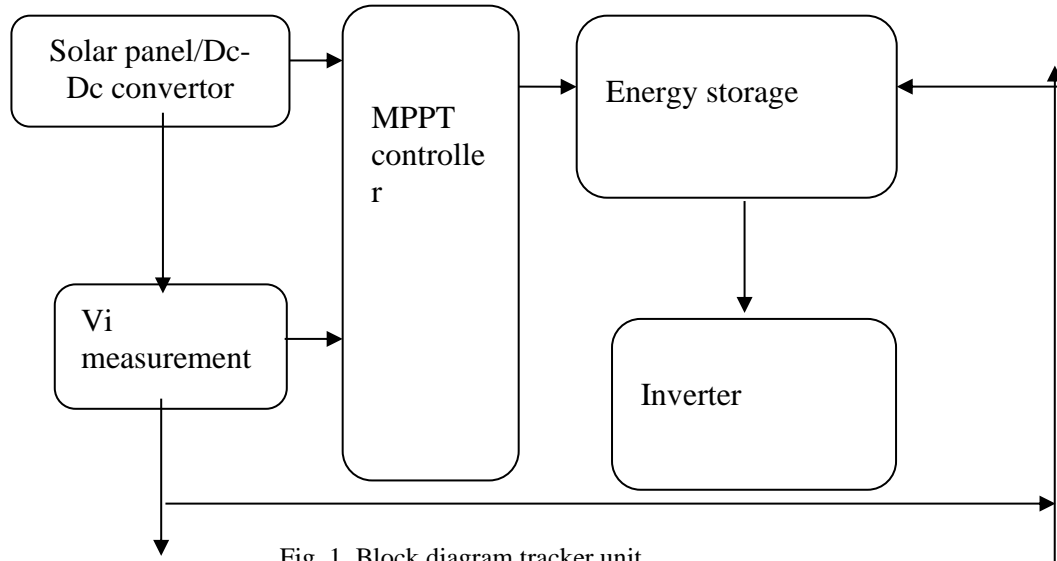 Solar panel/Dc-
Dc convertor
MPPT
controlle
r
Energy storage
Vi
measurement
Inverter
Fig. 1. Block diagram tracker unit